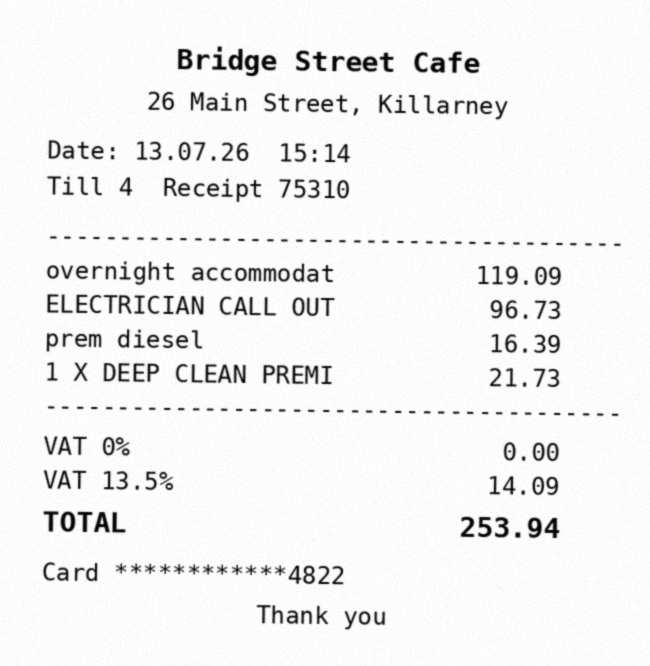 Bridge Street Cafe
26 Main Street, Killarney
Date: 13.07.26  15:14
Till 4  Receipt 75310
----------------------------------------
overnight accommodat 119.09
ELECTRICIAN CALL OUT 96.73
prem diesel 16.39
1 X DEEP CLEAN PREMI 21.73
----------------------------------------
VAT 0% 0.00
VAT 13.5% 14.09
TOTAL 253.94
Card ************4822
Thank you